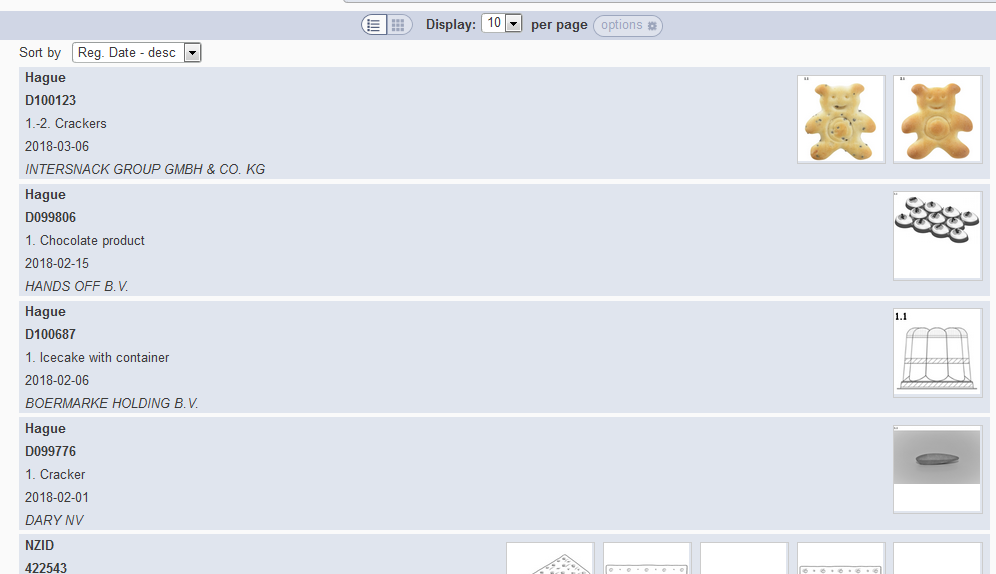 Display: 10 per page options
Sort by Reg. Date - desc
Hague
D100123
1.-2. Crackers
2018-03-06
INTERSNACK GROUP GMBH & CO. KG
Hague
D099806
1. Chocolate product
2018-02-15
HANDS OFF B.V.
Hague
D100687
1. Icecake with container
2018-02-06
BOERMARKE HOLDING B.V.
1.1
Hague
D099776
1. Cracker
2018-02-01
DARY NV
NZID
422543